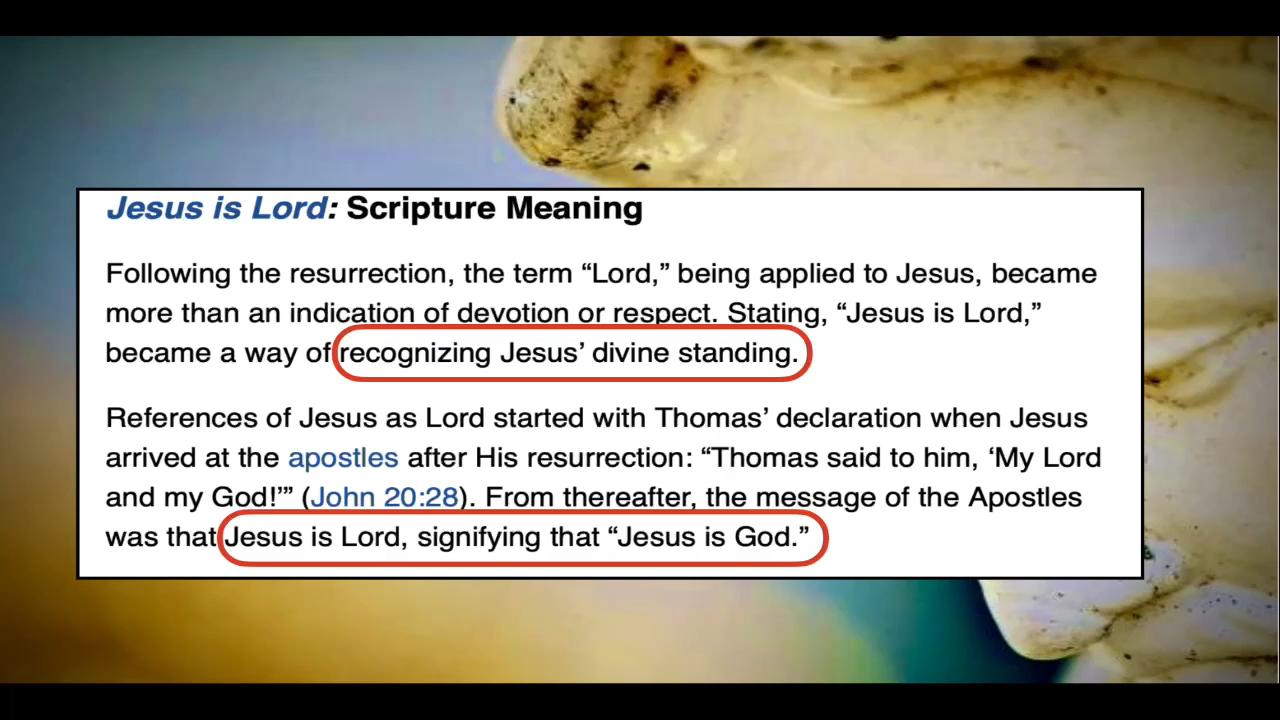 Jesus is Lord: Scripture Meaning
Following the resurrection, the term “Lord,” being applied to Jesus, became
more than an indication of devotion or respect. Stating, “Jesus is Lord,”
became a way of recognizing Jesus’ divine standing.
References of Jesus as Lord started with Thomas’ declaration when Jesus
arrived at the apostles after His resurrection: “Thomas said to him, ‘My Lord
and my God!’” (John 20:28). From thereafter, the message of the Apostles
was that Jesus is Lord, signifying that “Jesus is God.”